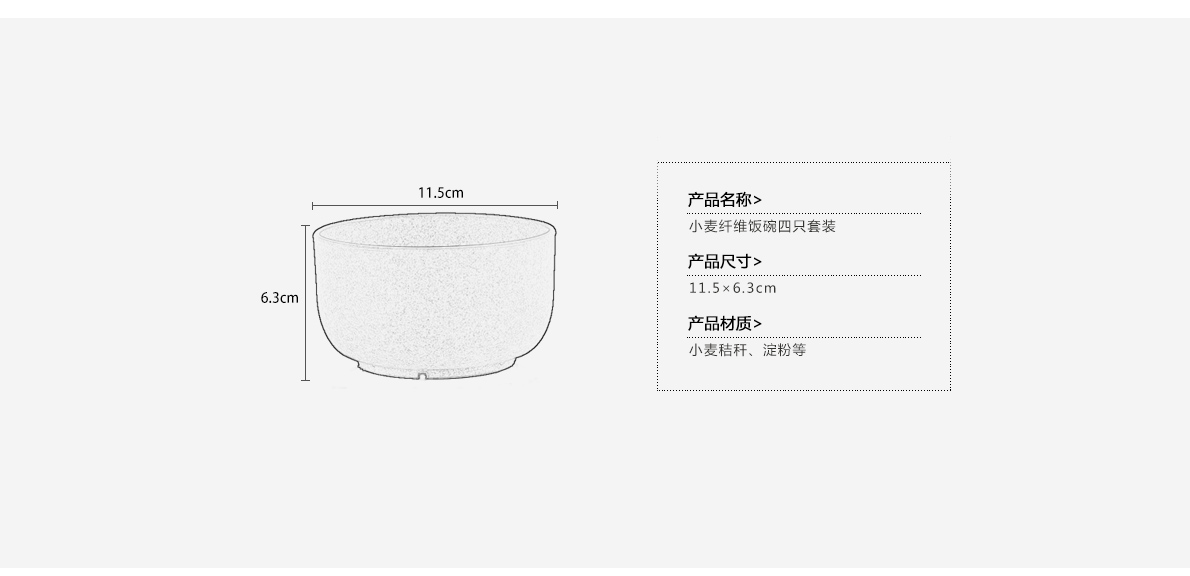 11.5cm
6.3cm
产品名称>
小麦纤维饭碗四只套装
产品尺寸>
11.5×6.3cm
产品材质>
小麦秸秆、淀粉等